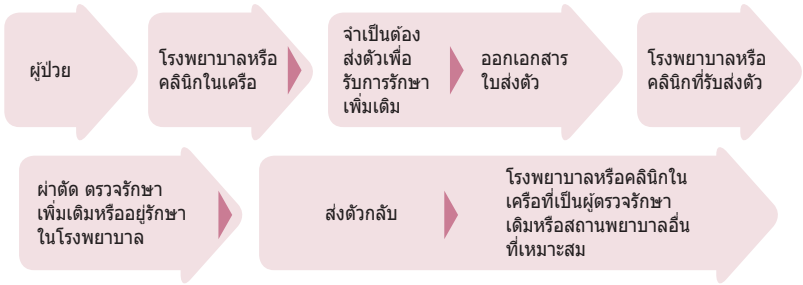 ผู้ป่วย
โรงพยาบาลหรือ
คลินิกในเครือ
จำเป็นต้อง
ส่งตัวเพื่อ
รับการรักษา
เพิ่มเติม
ออกเอกสาร
ใบส่งตัว
โรงพยาบาลหรือ
คลินิกที่รับส่งตัว
ผ่าตัด ตรวจรักษา
เพิ่มเติมหรืออยู่รักษา
ในโรงพยาบาล
ส่งตัวกลับ
โรงพยาบาลหรือคลินิกใน
เครือที่เป็นผู้ตรวจรักษา
เดิมหรือสถานพยาบาลอื่น
ที่เหมาะสม